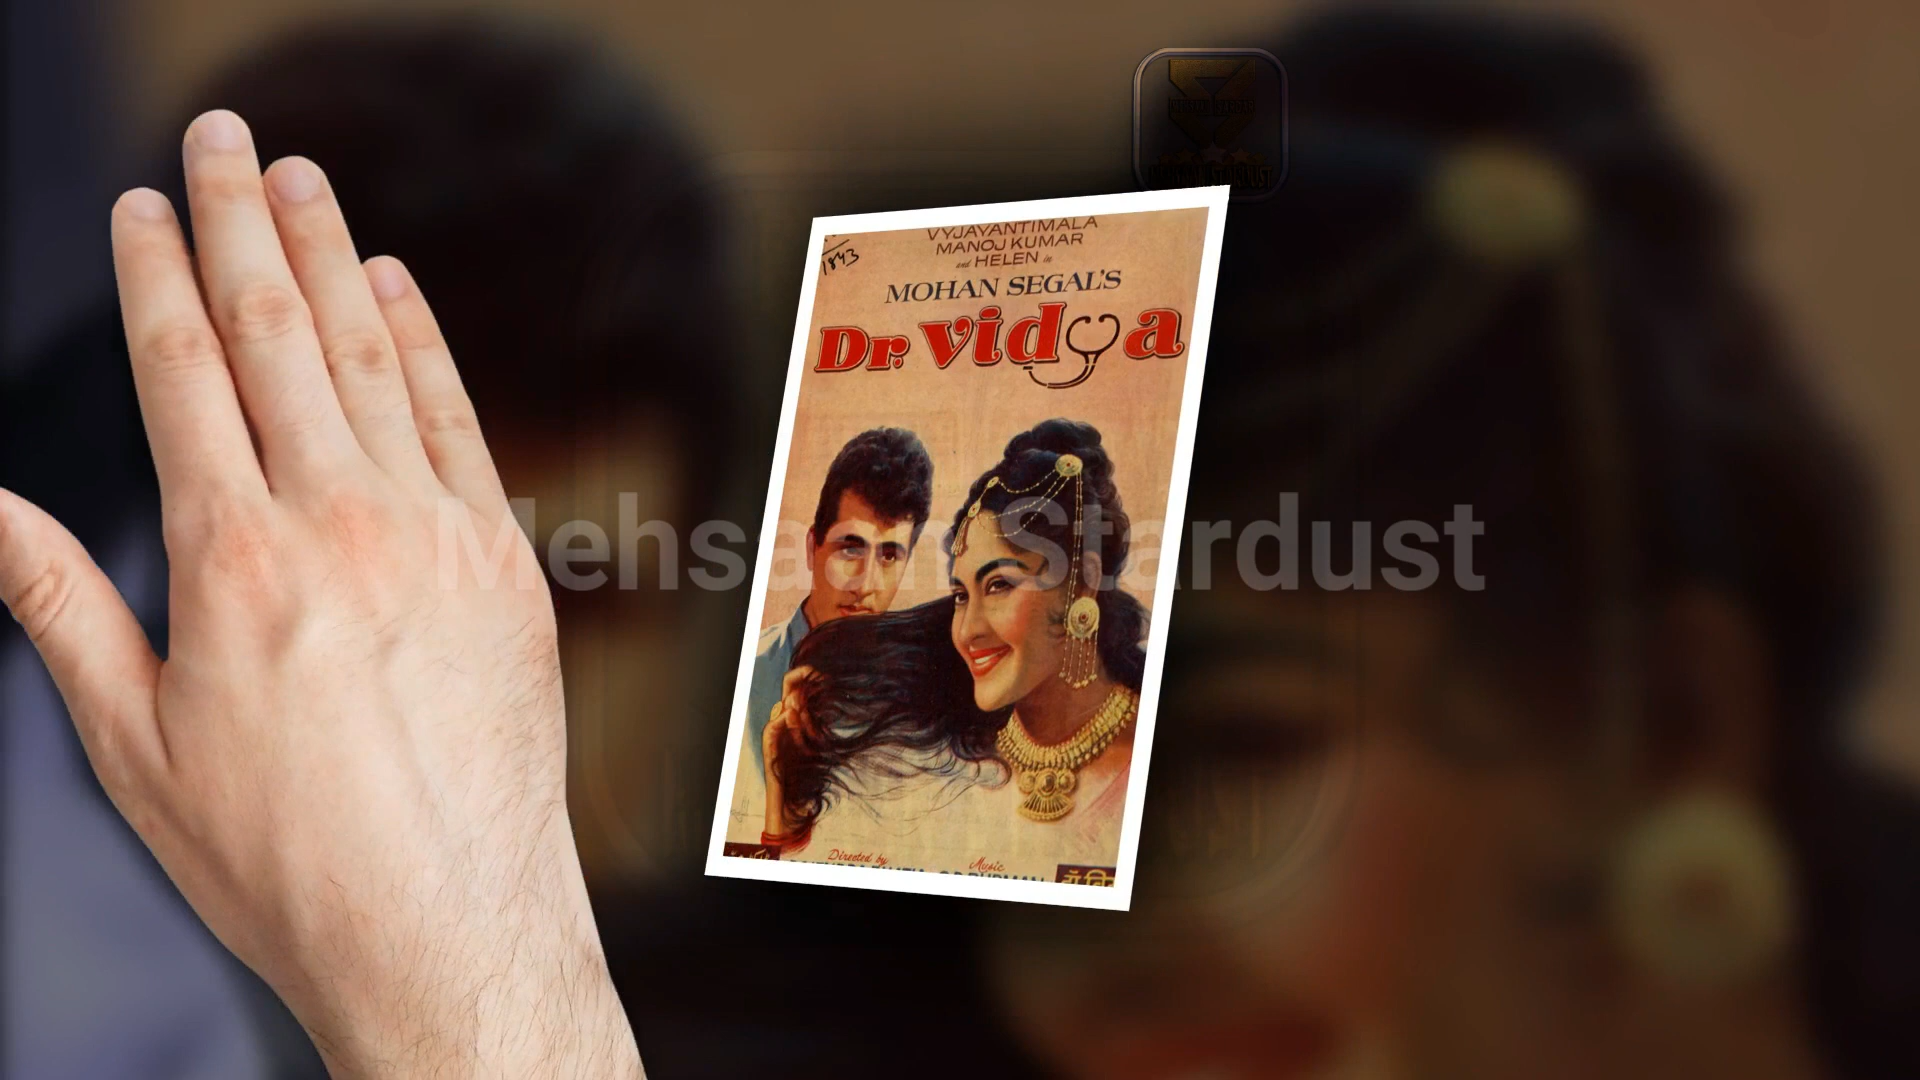 VYJAYANTIMALA
MANOJ KUMAR
and HELEN in
1843
MOHAN SEGAL'S
Dr. Vidya
Mehsaan Stardust
Directed by
Music